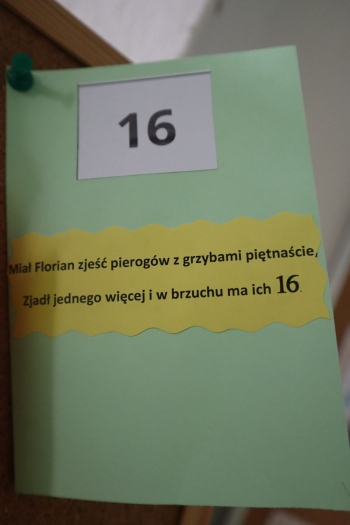 16
Miał Florian zjeść pierogów z grzybami piętnaście,
Zjadł jednego więcej i w brzuchu ma ich 16.